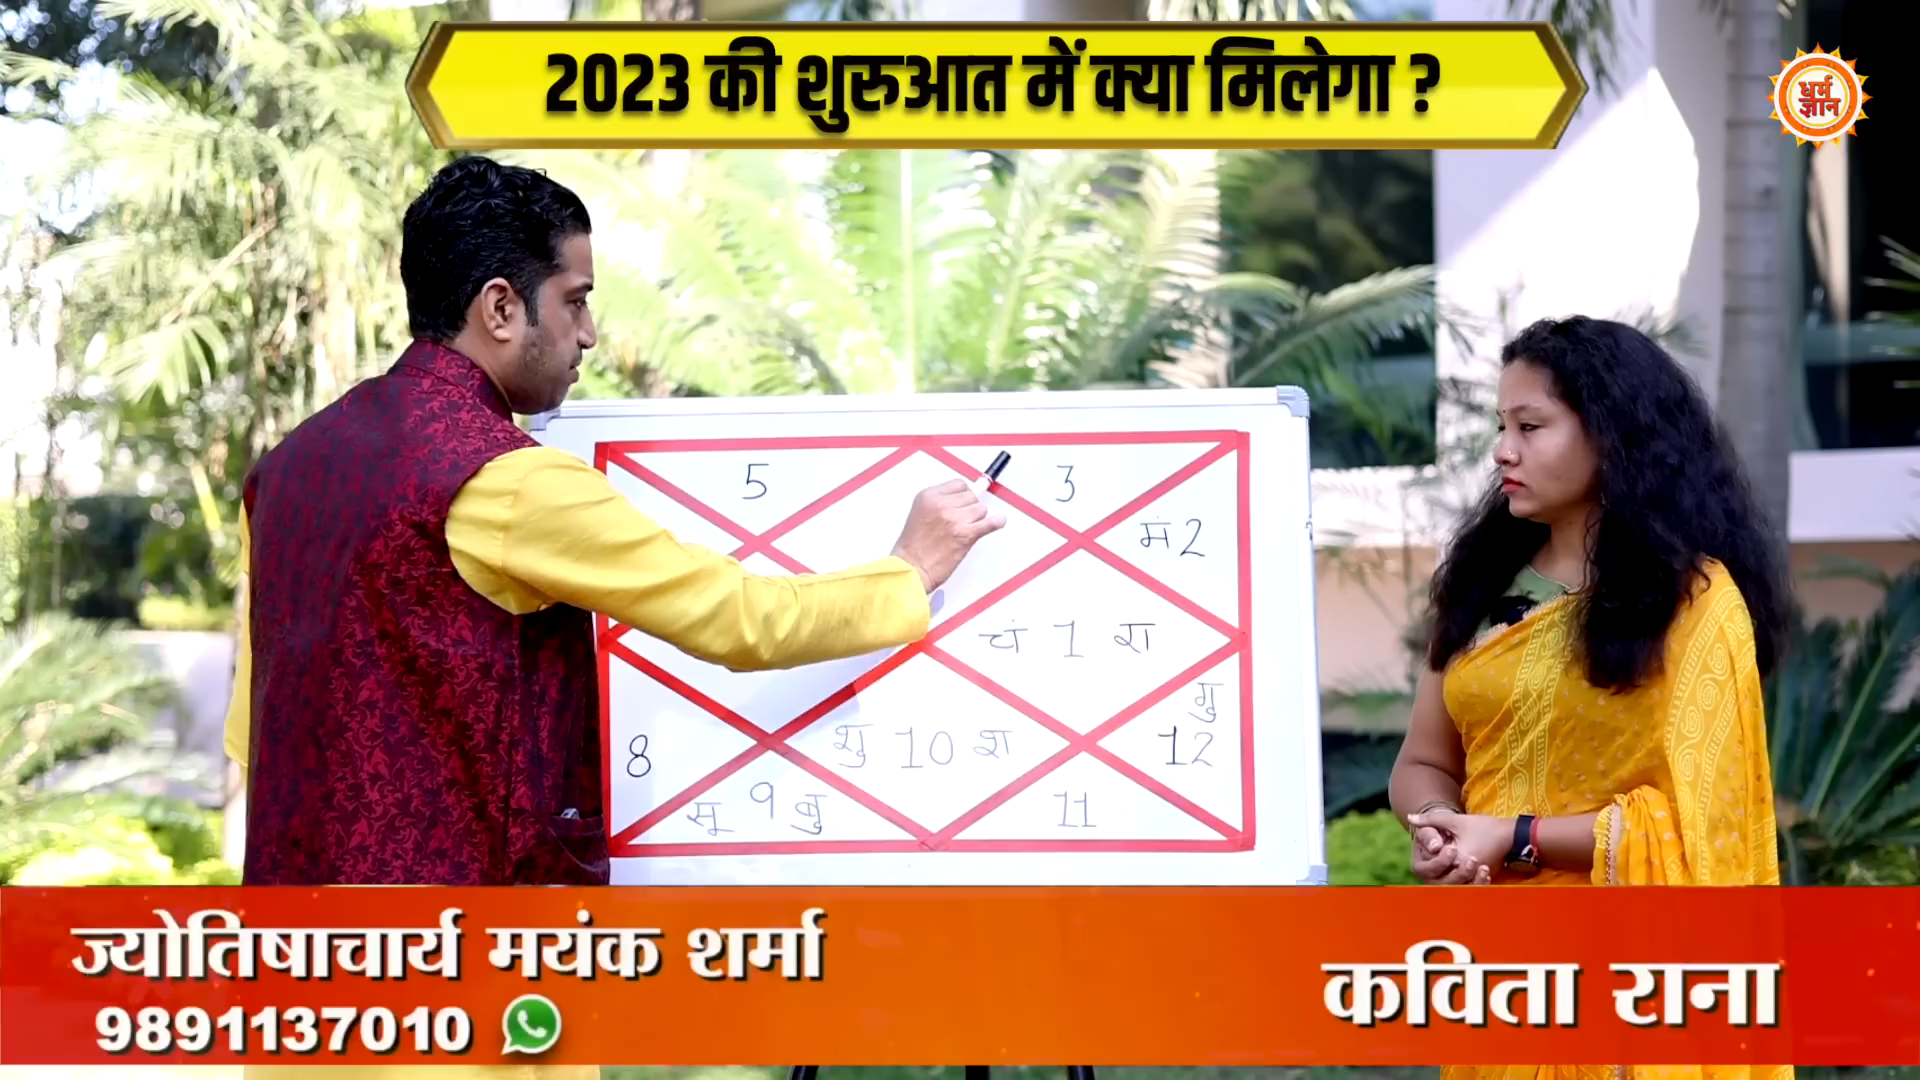 2023 की शुरुआत में क्या मिलेगा ?
धर्म
ज्ञान
5
3
मं 2
चं 1 रा
गु
12
शु 10 श
8
सू 9 बु
11
ज्योतिषाचार्य मयंक शर्मा
9891137010
कविता राना